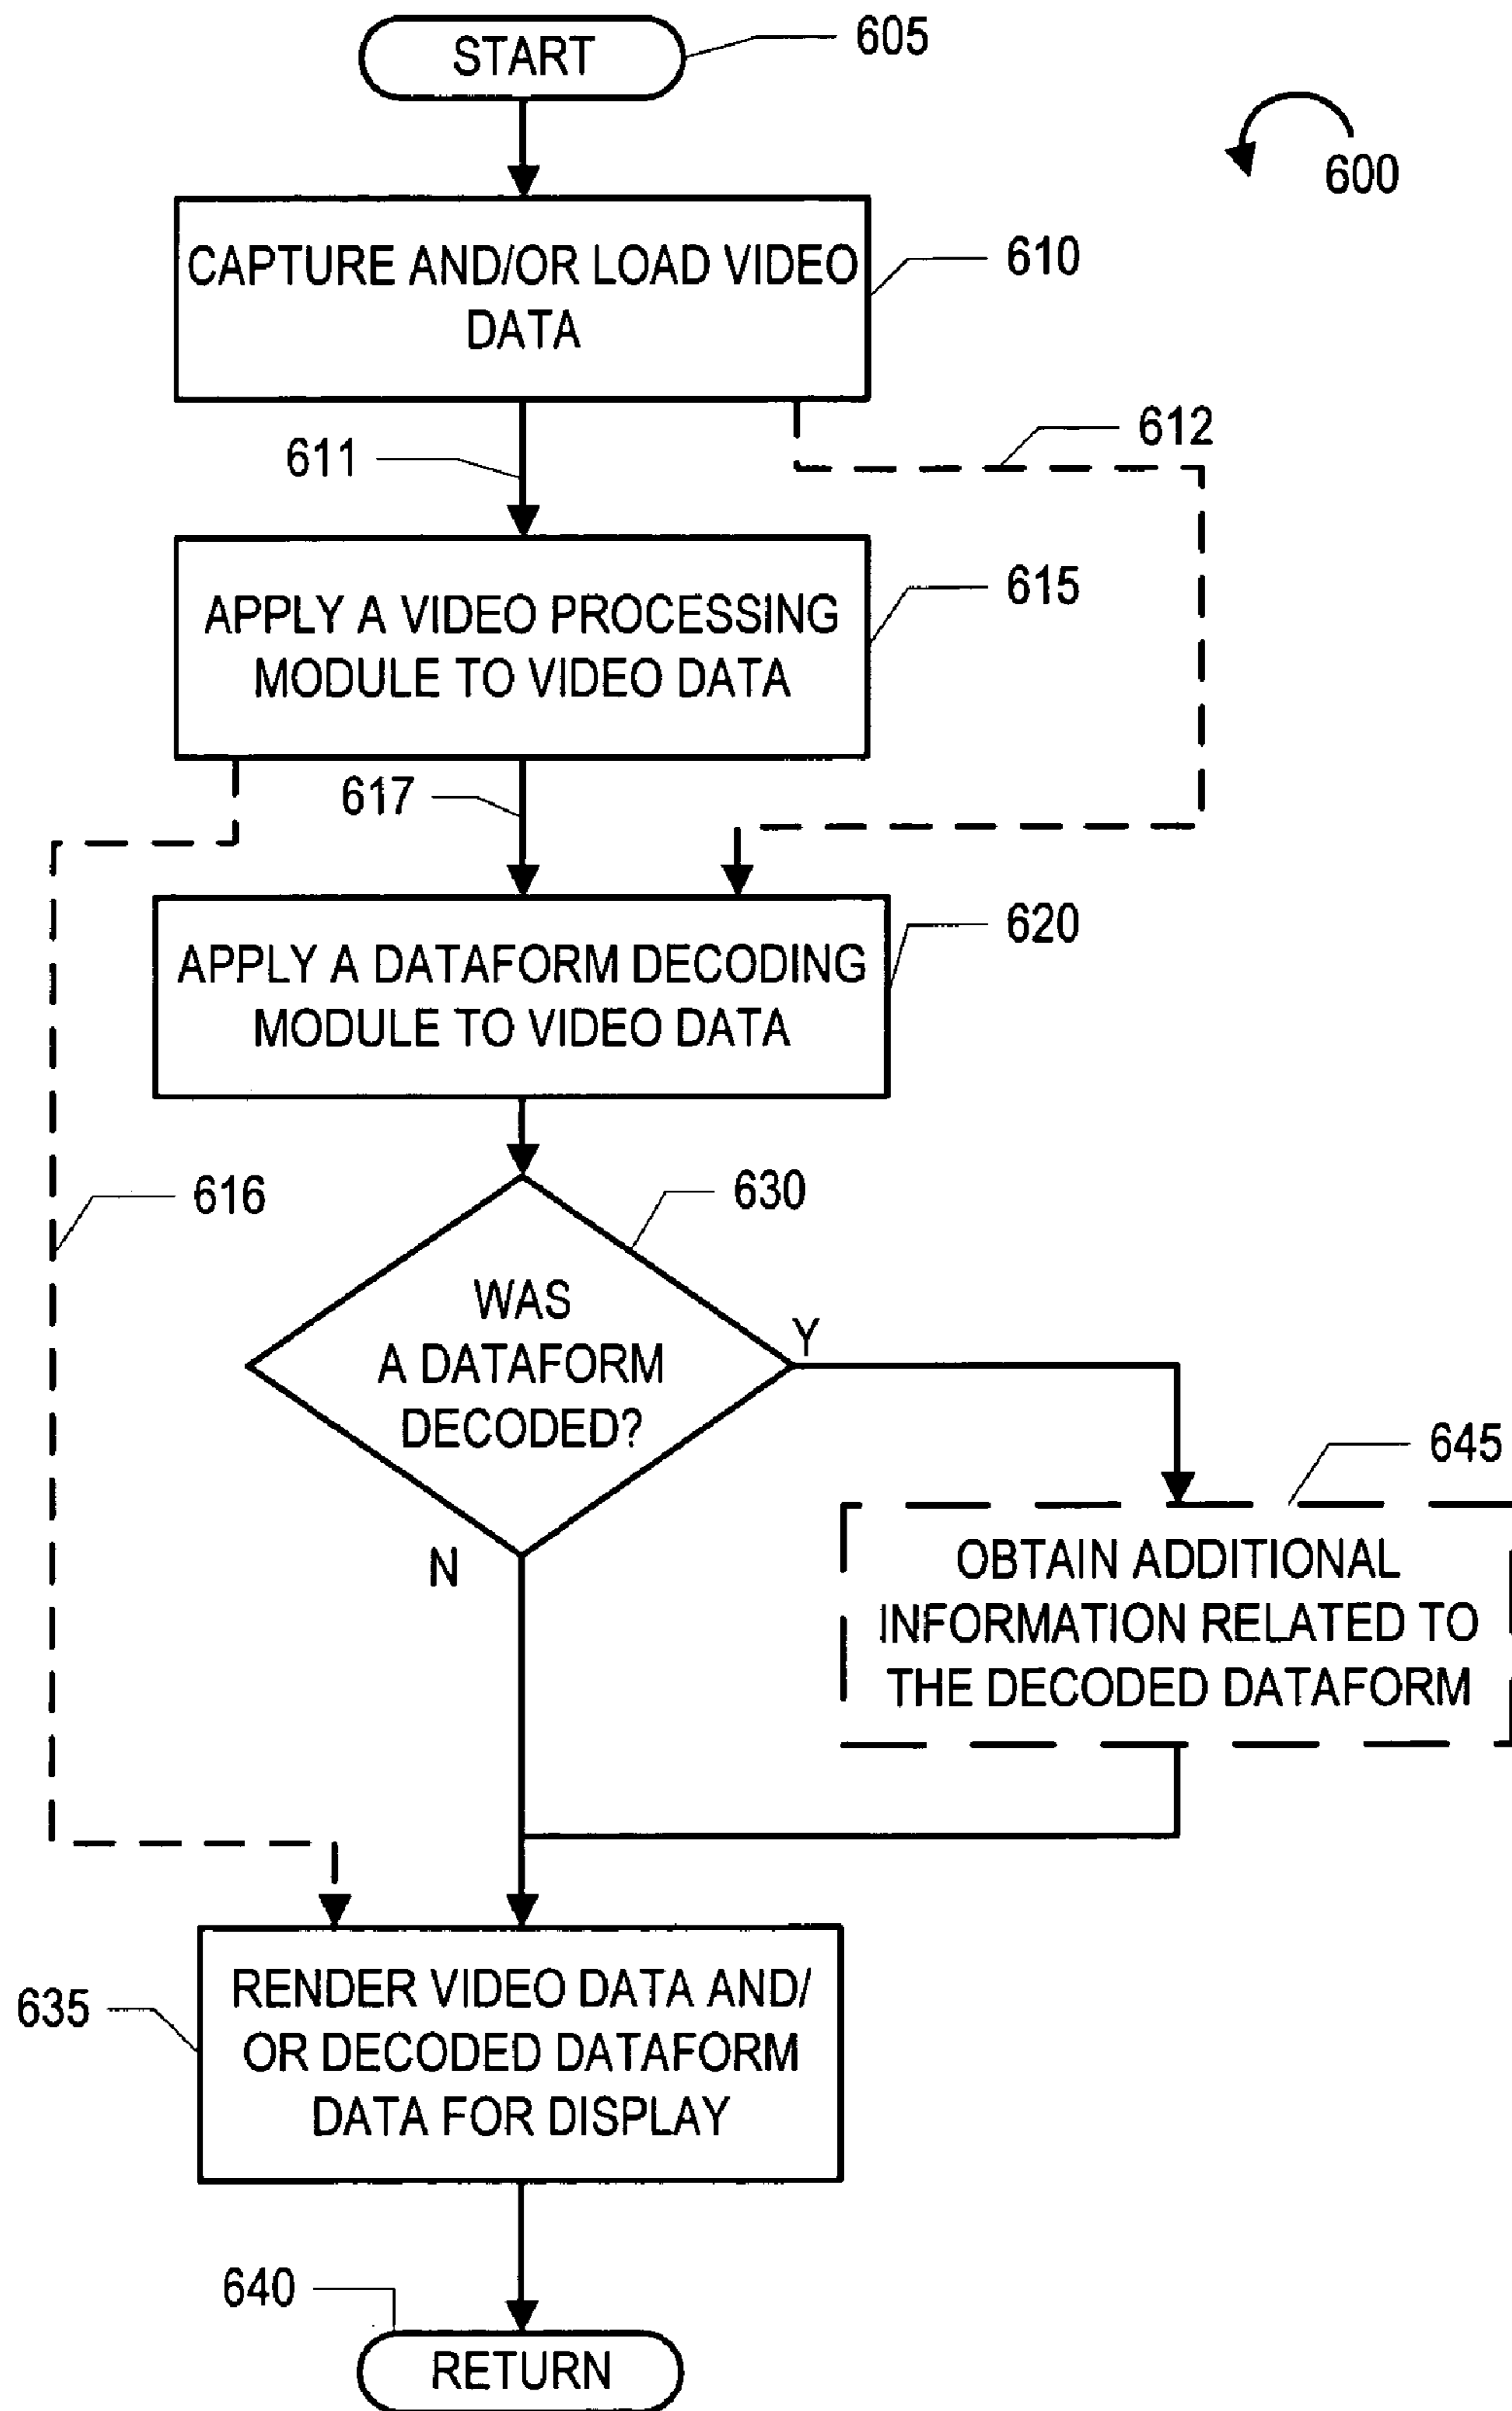 START
605
600
CAPTURE AND/OR LOAD VIDEO
DATA
610
611
612
APPLY A VIDEO PROCESSING
MODULE TO VIDEO DATA
615
617
APPLY A DATAFORM DECODING
MODULE TO VIDEO DATA
620
616
630
WAS
A DATAFORM
DECODED?
Y
N
645
OBTAIN ADDITIONAL
INFORMATION RELATED TO
THE DECODED DATAFORM
635
RENDER VIDEO DATA AND/
OR DECODED DATAFORM
DATA FOR DISPLAY
640
RETURN